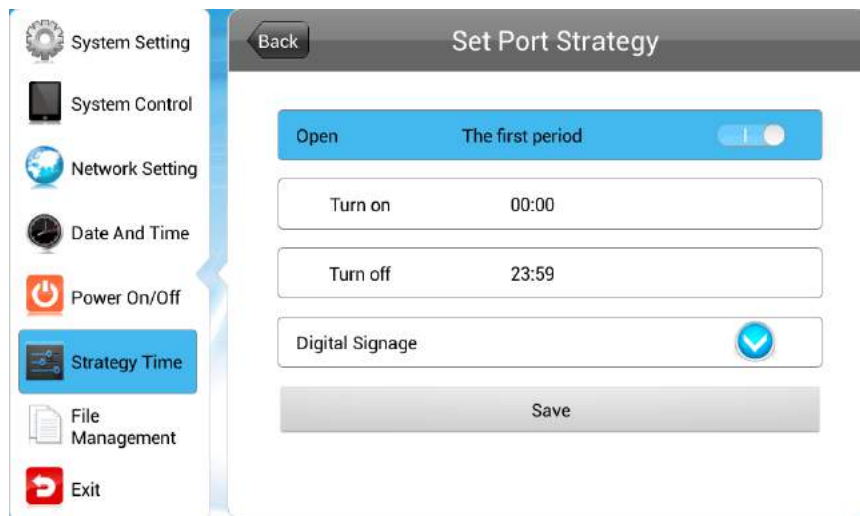 System Setting
System Control
Network Setting
Date And Time
Power On/Off
Strategy Time
File
Management
Exit
Back
Set Port Strategy
Open The first period
Turn on 00:00
Turn off 23:59
Digital Signage
Save